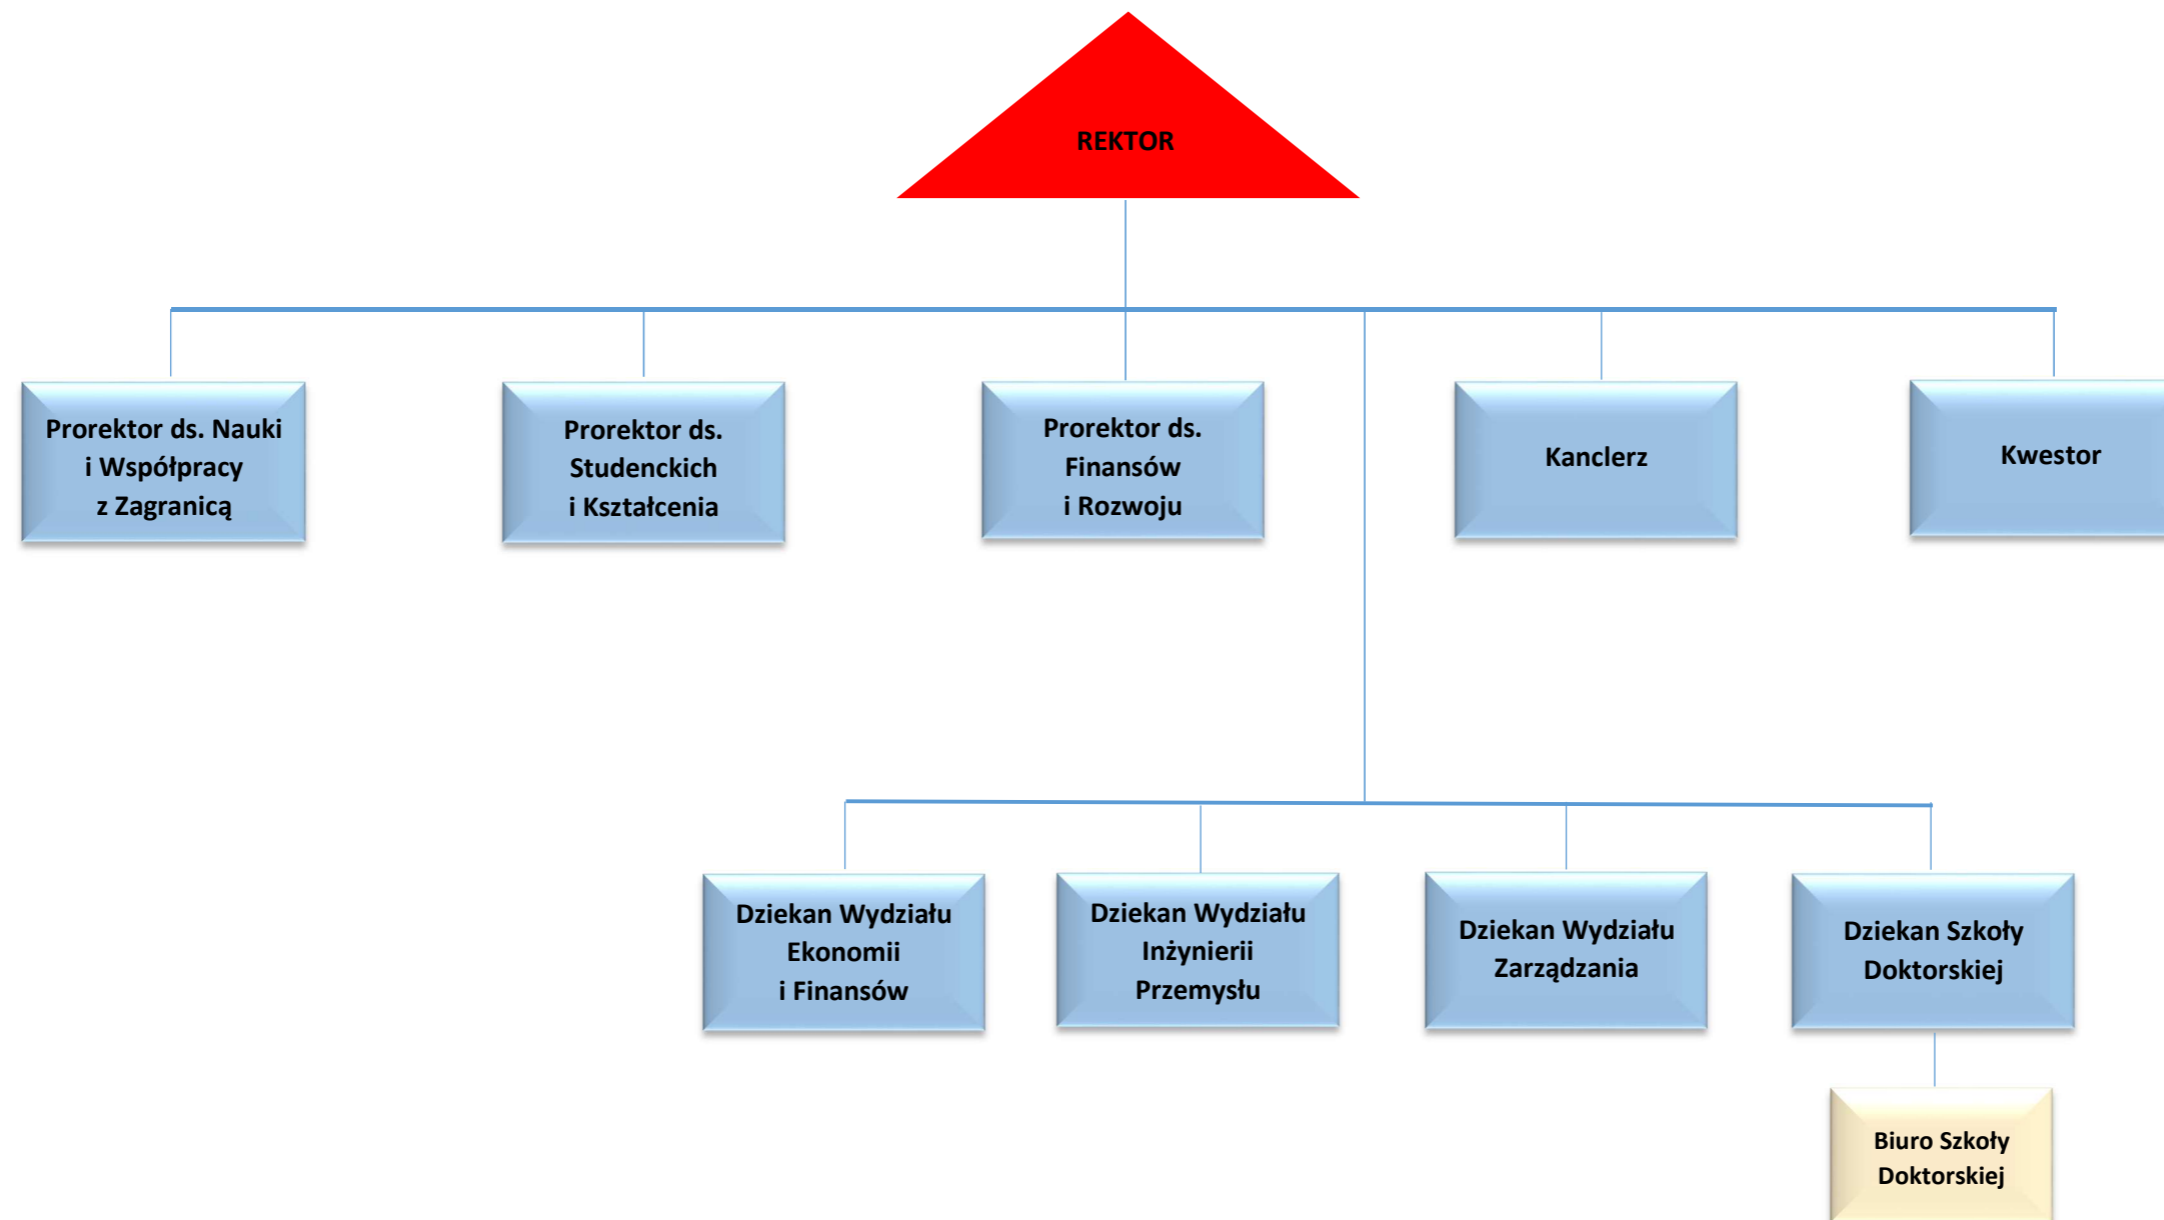 REKTOR
Prorektor ds. Nauki
i Współpracy
z Zagranicą
Prorektor ds.
Studenckich
i Kształcenia
Prorektor ds.
Finansów
i Rozwoju
Kanclerz
Kwestor
Dziekan Wydziału
Ekonomii
i Finansów
Dziekan Wydziału
Inżynierii
Przemysłu
Dziekan Wydziału
Zarządzania
Dziekan Szkoły
Doktorskiej
Biuro Szkoły
Doktorskiej